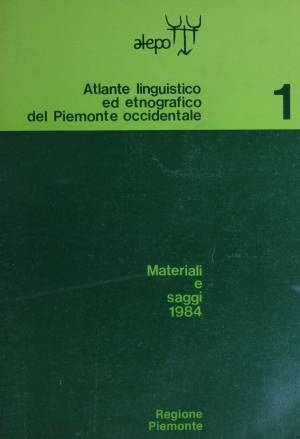 alepo
Atlante linguistico
ed etnografico
del Piemonte occidentale
1
Materiali
e
saggi
1984
Regione
Piemonte